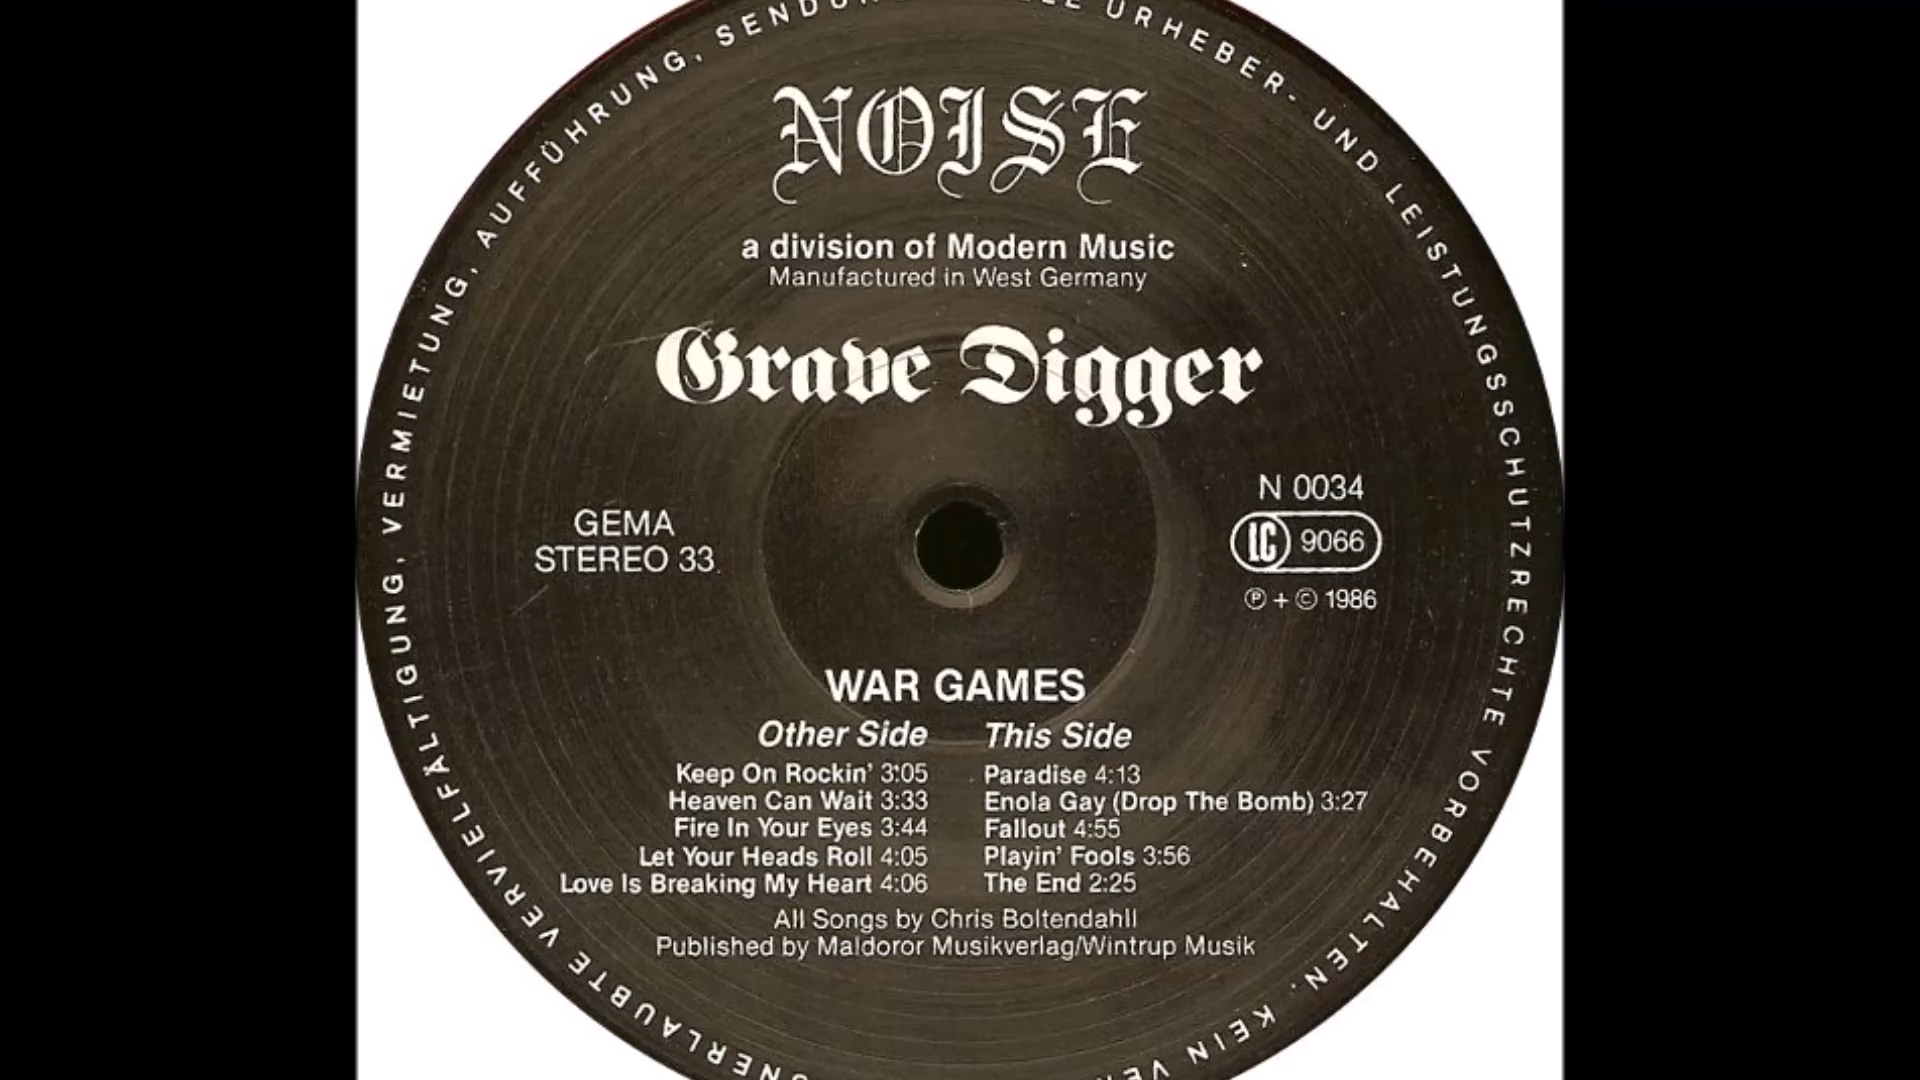 SENDUN
URHEBER- UND LEISTUNGSSCHUTZRECHTE VORBEHALTEN. KEIN VE
UNERLAUBTE VERVIELFÄLTIGUNG, VERMIETUNG, AUFFÜHRUNG,
NOISE
a division of Modern Music
Manufactured in West Germany
Grave Digger
N 0034
GEMA
LC 9066
STEREO 33
℗ + © 1986
WAR GAMES
Other Side This Side
Keep On Rockin' 3:05 Paradise 4:13
Heaven Can Wait 3:33 Enola Gay (Drop The Bomb) 3:27
Fire In Your Eyes 3:44 Fallout 4:55
Let Your Heads Roll 4:05 Playin' Fools 3:56
Love Is Breaking My Heart 4:06 The End 2:25
All Songs by Chris Boltendahll
Published by Maldoror Musikverlag/Wintrup Musik